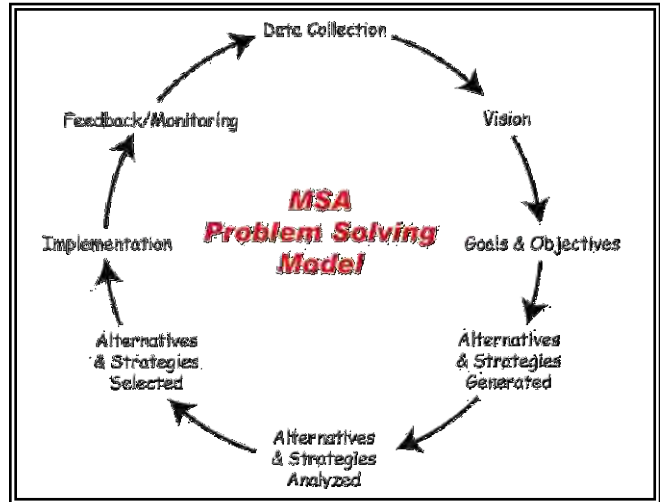 Data Collection
Vision
Goals & Objectives
Alternatives
& Strategies
Generated
Alternatives
& Strategies
Analyzed
Alternatives
& Strategies
Selected
Implementation
Feedback/Monitoring
MSA
Problem Solving
Model